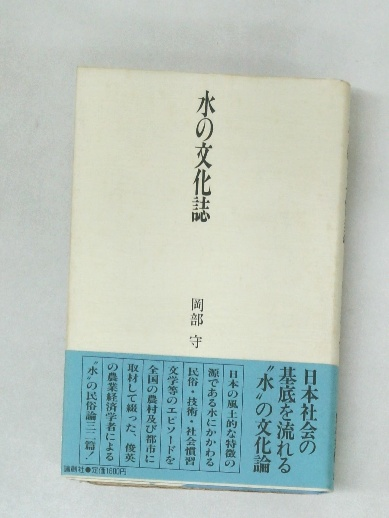 水の文化誌
岡部 守
日本社会の
基底を流れる
〝水〟の文化論
日本の風土的な特徴の
源である水にかかわる
民俗・技術・社会慣習
文学等のエピソードを
全国の農村及び都市に
取材して綴った、俊英
の農業経済学者による
〝水〟の民俗論三二篇!
論創社●定価1600円